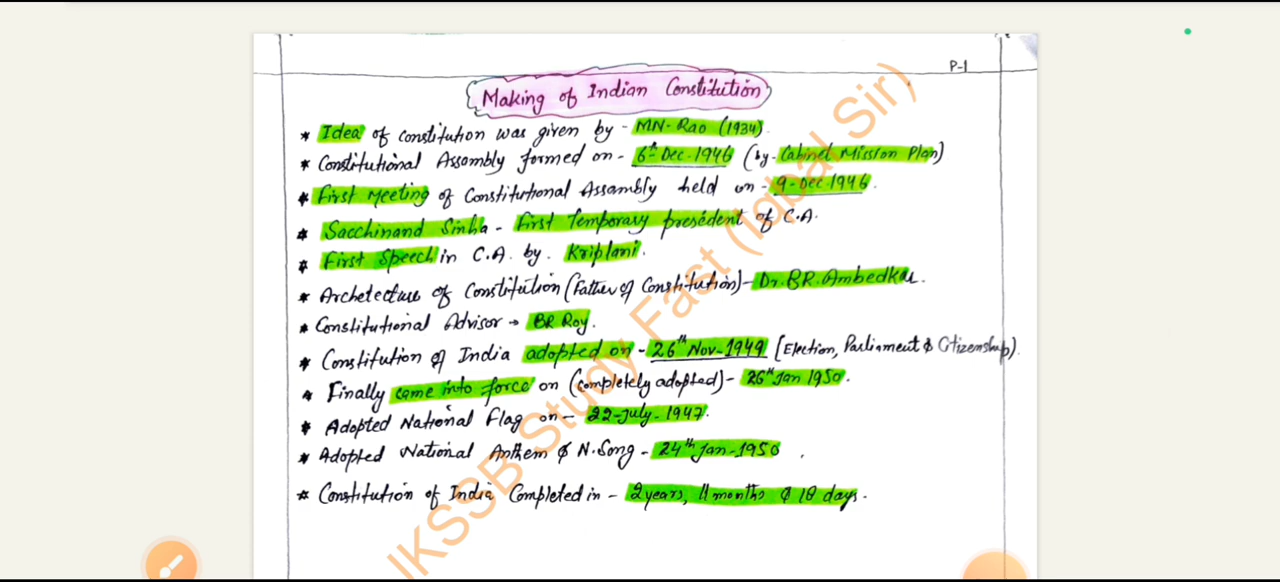 P-1
Making of Indian Constitution
* Idea of constitution was given by - MN. Rao (1934)
* Constitutional Assembly formed on - 6th Dec. 1946 (by - Cabinet Mission Plan)
* First Meeting of Constitutional Assambly held on - 9-Dec. 1946.
* Sacchinand Sinha - First Temporary president of C.A.
* First Speech in C.A. by. Kriplani.
* Archetecture of Constitution (Father of Constitution) - Dr. BR. Ambedkar.
* Constitutional Advisor → BR Roy.
* Constitution of India adopted on - 26th Nov - 1949 [Election, Parliament & Citizenship).
* Finally came into force on (completely adopted) - 26th Jan 1950.
* Adopted National Flag on - 22-July-1947.
* Adopted National Anthem & N. Song - 24th Jan-1950.
* Constitution of India Completed in - 2 years, 11 months & 18 days.
JKSSB Study Fast (Iqbal Sir)